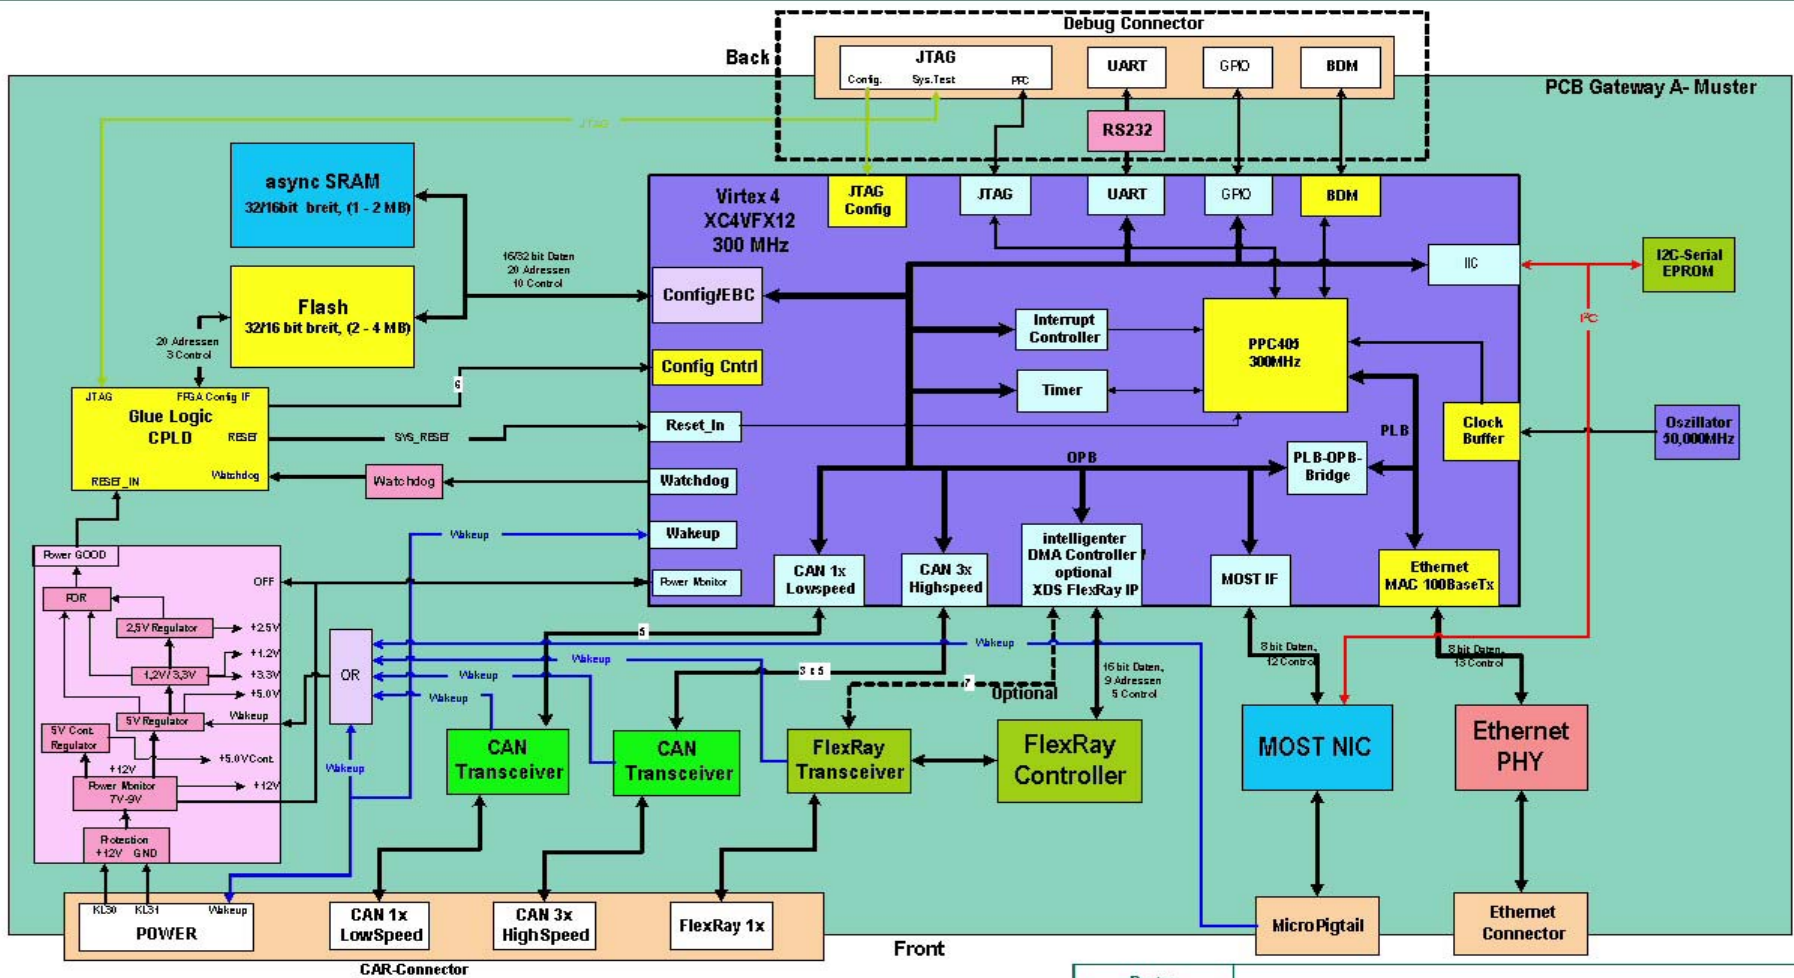 Debug Connector
Back
JTAG
Config.
Sys.Test
PPC
UART
GPIO
BDM
PCB Gateway A- Muster
RS232
JTAG
async SRAM
32/16bit breit, (1 - 2 MB)
Virtex 4
XC4VFX12
300 MHz
JTAG
Config
JTAG
UART
GPIO
BDM
16/32 bit Daten
20 Adressen
10 Control
IIC
I2C-Serial
EPROM
Flash
32/16 bit breit, (2 - 4 MB)
Config/EBC
I²C
20 Adressen
3 Control
Interrupt
Controller
PPC405
300MHz
Config Cntrl
6
Timer
JTAG
FPGA Config IF
Glue Logic
CPLD
RESET
SYS_RESET
Reset_In
PLB
Clock
Buffer
Oszillator
50,000MHz
OPB
PLB-OPB-
Bridge
RESET_IN
Watchdog
Watchdog
Watchdog
Wakeup
Wakeup
intelligenter
DMA Controller /
optional
XDS FlexRay IP
Power GOOD
OFF
Power Monitor
CAN 1x
Lowspeed
CAN 3x
Highspeed
MOST IF
Ethernet
MAC 100BaseTx
POR
2,5V Regulator
+2.5V
5
Wakeup
8 bit Daten,
12 Control
8 bit Daten,
13 Control
+1.2V
1,2V / 3,3V
+3.3V
OR
Wakeup
Wakeup
3 x 5
16 bit Daten,
9 Adressen
5 Control
7
Optional
+5.0V
Wakeup
5V Regulator
Wakeup
5V Cont.
Regulator
+5.0VCont.
+12V
Wakeup
CAN
Transceiver
CAN
Transceiver
FlexRay
Transceiver
FlexRay
Controller
MOST NIC
Ethernet
PHY
Power Monitor
7V-9V
+12V
Protection
+12V GND
KL30
KL31
Wakeup
POWER
CAN 1x
LowSpeed
CAN 3x
HighSpeed
FlexRay 1x
MicroPigtail
Ethernet
Connector
Front
CAR-Connector